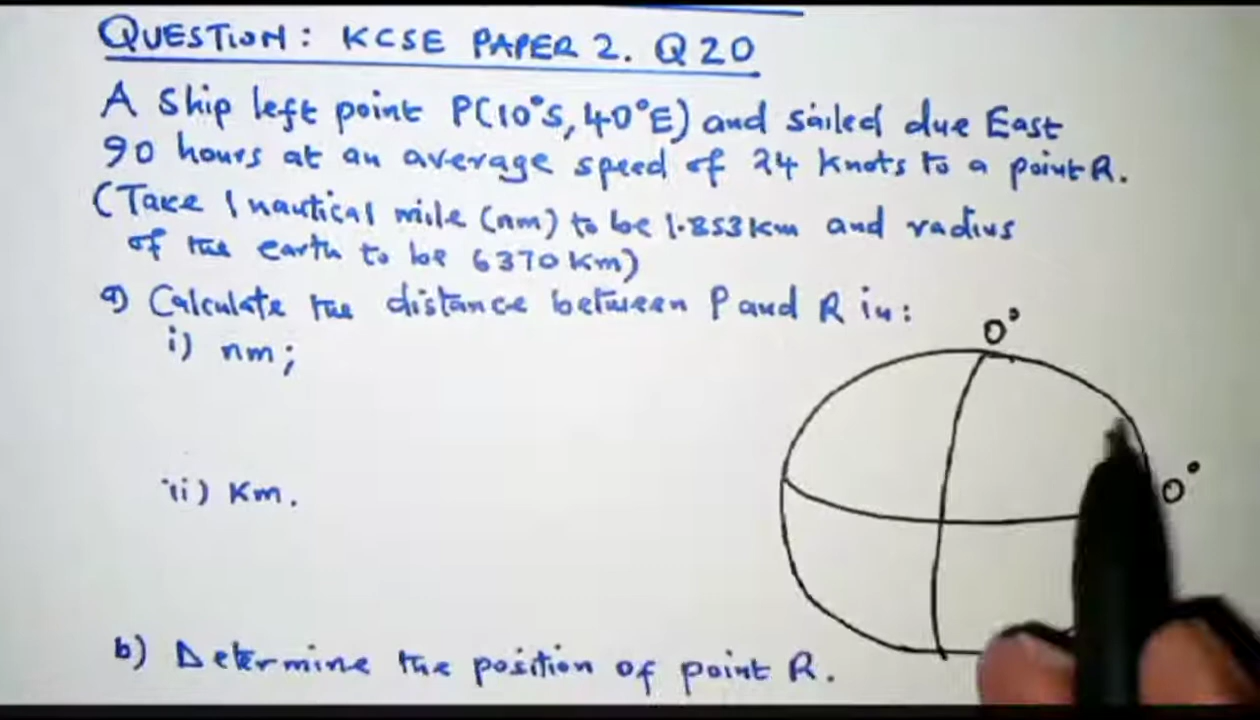 QUESTION: KCSE PAPER 2. Q20
A Ship left point P(10°S, 40°E) and sailed due East
90 hours at an average speed of 24 knots to a point R.
(Take 1 nautical mile (nm) to be 1.853km and radius
of the earth to be 6370km)
a) Calculate the distance between P and R in:
0°
i) nm;
0°
ii) Km.
b) Determine the position of point R.